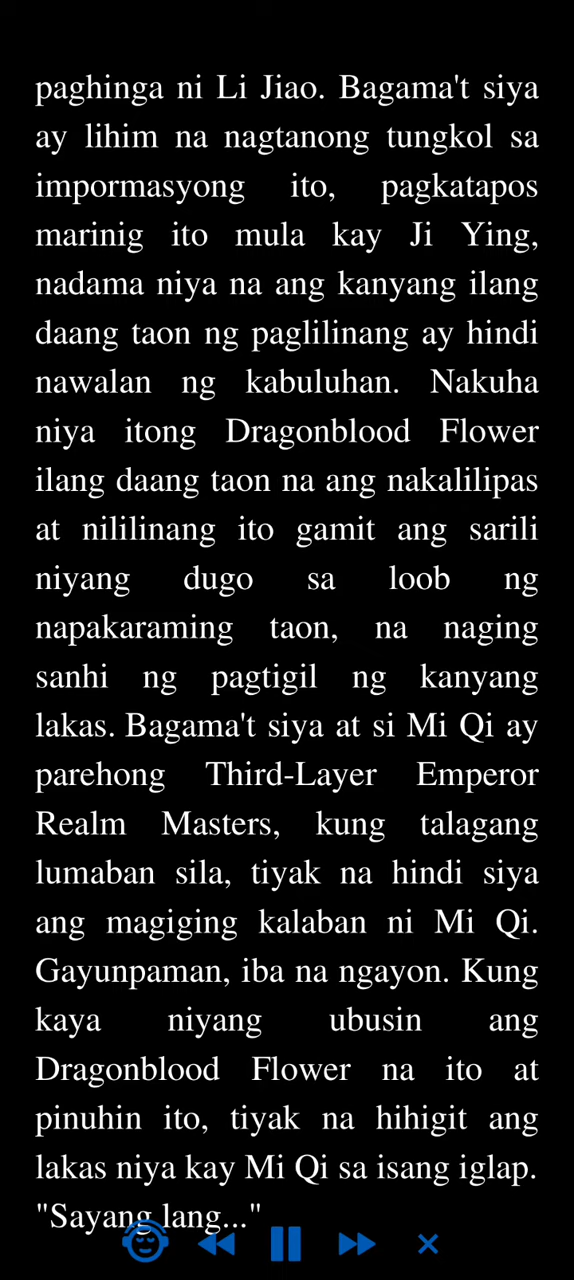 paghinga ni Li Jiao. Bagama't siya
ay lihim na nagtanong tungkol sa
impormasyong ito, pagkatapos
marinig ito mula kay Ji Ying,
nadama niya na ang kanyang ilang
daang taon ng paglilinang ay hindi
nawalan ng kabuluhan. Nakuha
niya itong Dragonblood Flower
ilang daang taon na ang nakalilipas
at nililinang ito gamit ang sarili
niyang dugo sa loob ng
napakaraming taon, na naging
sanhi ng pagtigil ng kanyang
lakas. Bagama't siya at si Mi Qi ay
parehong Third-Layer Emperor
Realm Masters, kung talagang
lumaban sila, tiyak na hindi siya
ang magiging kalaban ni Mi Qi.
Gayunpaman, iba na ngayon. Kung
kaya niyang ubusin ang
Dragonblood Flower na ito at
pinuhin ito, tiyak na hihigit ang
lakas niya kay Mi Qi sa isang iglap.
"Sayang lang..."